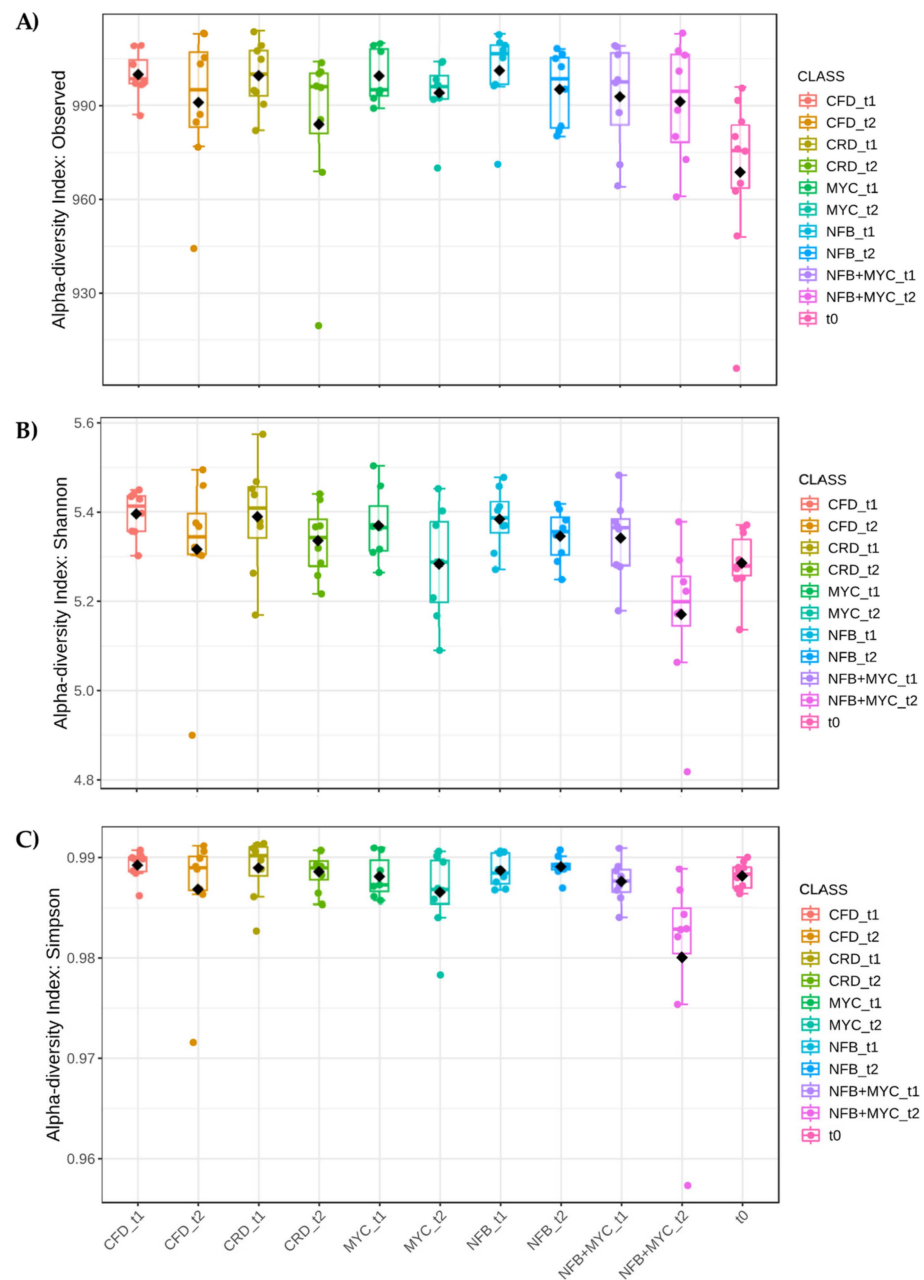 A)
Alpha-diversity Index: Observed
990
960
930
CLASS
CFD_t1
CFD_t2
CRD_t1
CRD_t2
MYC_t1
MYC_t2
NFB_t1
NFB_t2
NFB+MYC_t1
NFB+MYC_t2
t0
B)
Alpha-diversity Index: Shannon
5.6
5.4
5.2
5.0
4.8
CLASS
CFD_t1
CFD_t2
CRD_t1
CRD_t2
MYC_t1
MYC_t2
NFB_t1
NFB_t2
NFB+MYC_t1
NFB+MYC_t2
t0
C)
Alpha-diversity Index: Simpson
0.99
0.98
0.97
0.96
CLASS
CFD_t1
CFD_t2
CRD_t1
CRD_t2
MYC_t1
MYC_t2
NFB_t1
NFB_t2
NFB+MYC_t1
NFB+MYC_t2
t0
CFD_t1
CFD_t2
CRD_t1
CRD_t2
MYC_t1
MYC_t2
NFB_t1
NFB_t2
NFB+MYC_t1
NFB+MYC_t2
t0